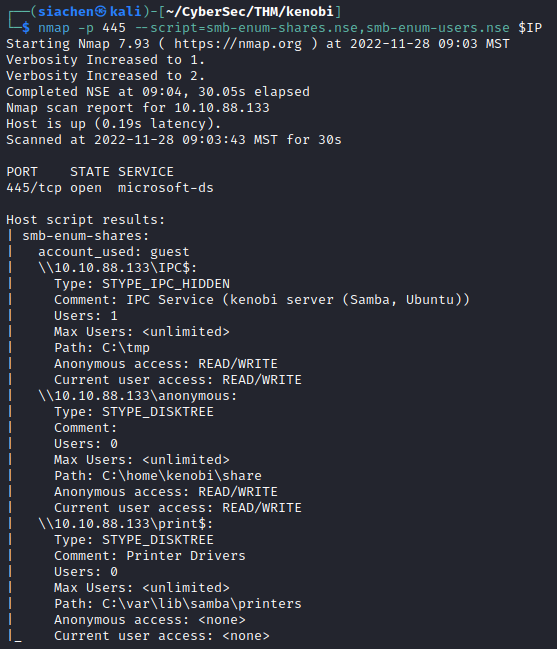 ┌──(siachen㉿kali)-[~/CyberSec/THM/kenobi]
└─$ nmap -p 445 --script=smb-enum-shares.nse,smb-enum-users.nse $IP
Starting Nmap 7.93 ( https://nmap.org ) at 2022-11-28 09:03 MST
Verbosity Increased to 1.
Verbosity Increased to 2.
Completed NSE at 09:04, 30.05s elapsed
Nmap scan report for 10.10.88.133
Host is up (0.19s latency).
Scanned at 2022-11-28 09:03:43 MST for 30s

PORT    STATE SERVICE
445/tcp open  microsoft-ds

Host script results:
| smb-enum-shares:
|   account_used: guest
|   \\10.10.88.133\IPC$:
|     Type: STYPE_IPC_HIDDEN
|     Comment: IPC Service (kenobi server (Samba, Ubuntu))
|     Users: 1
|     Max Users: <unlimited>
|     Path: C:\tmp
|     Anonymous access: READ/WRITE
|     Current user access: READ/WRITE
|   \\10.10.88.133\anonymous:
|     Type: STYPE_DISKTREE
|     Comment:
|     Users: 0
|     Max Users: <unlimited>
|     Path: C:\home\kenobi\share
|     Anonymous access: READ/WRITE
|     Current user access: READ/WRITE
|   \\10.10.88.133\print$:
|     Type: STYPE_DISKTREE
|     Comment: Printer Drivers
|     Users: 0
|     Max Users: <unlimited>
|     Path: C:\var\lib\samba\printers
|     Anonymous access: <none>
|_    Current user access: <none>